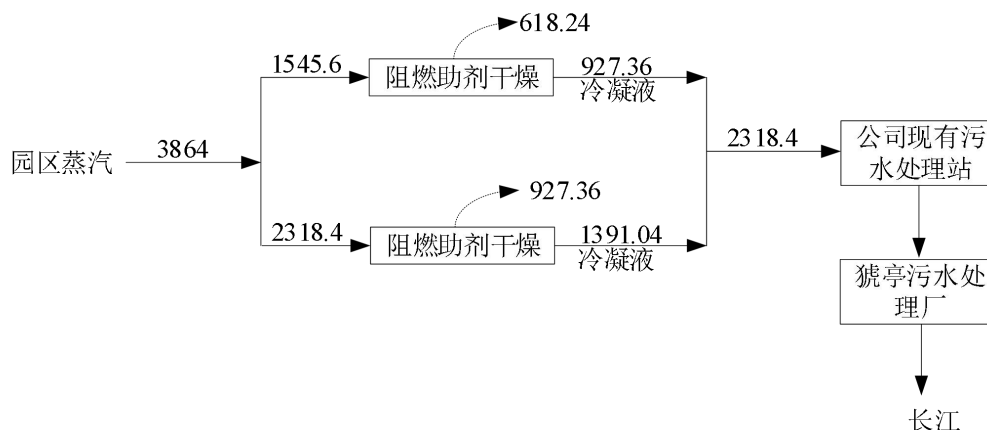 618.24
1545.6
阻燃助剂干燥
927.36
冷凝液
园区蒸汽
3864
2318.4
公司现有污
水处理站
927.36
2318.4
阻燃助剂干燥
1391.04
冷凝液
猇亭污水处
理厂
长江